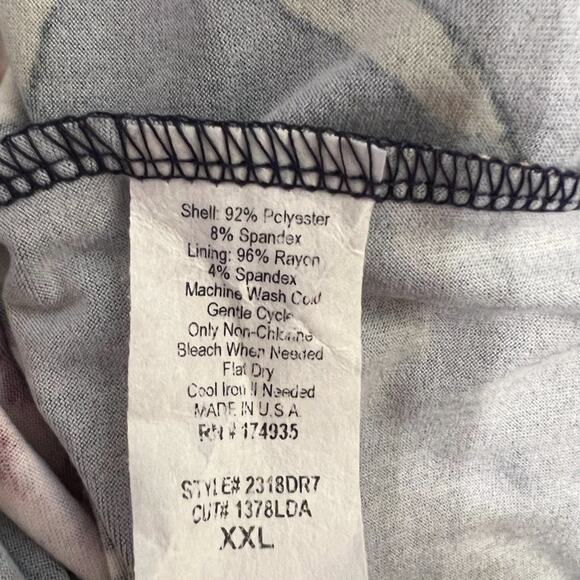 Shell: 92% Polyester
8% Spandex
Lining: 96% Rayon
4% Spandex
Machine Wash Cold
Gentle Cycle
Only Non-Chlorine
Bleach When Needed
Flat Dry
Cool Iron If Needed
MADE IN U.S.A
RN # 174935
STYLE# 2318DR7
CUT# 1378LDA
XXL